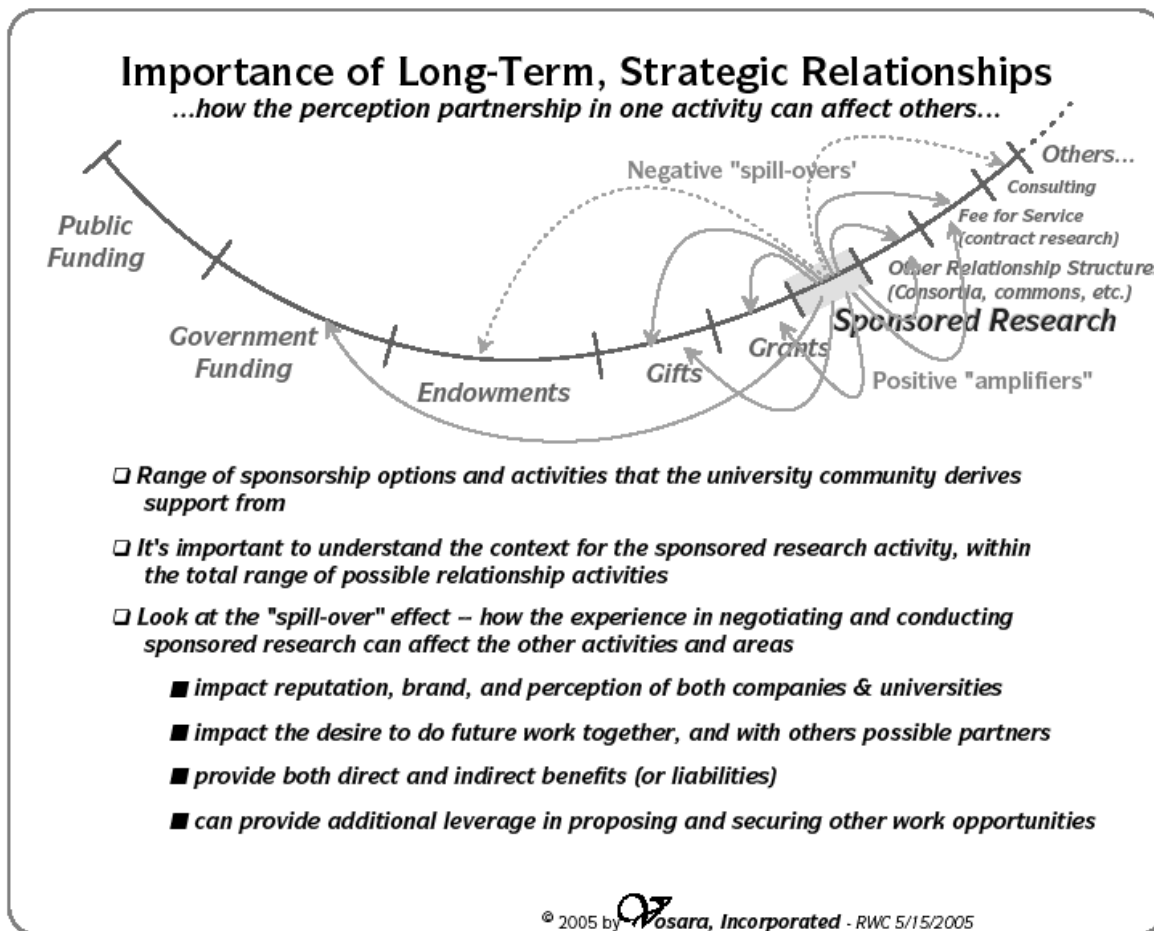 Importance of Long-Term, Strategic Relationships
...how the perception partnership in one activity can affect others...
Others...
Negative "spill-overs'
Consulting
Public
Funding
Fee for Service
(contract research)
Other Relationship Structures
(Consortia, commons, etc.)
Sponsored Research
Government
Funding
Grants
Gifts
Endowments
Positive "amplifiers"
❑ Range of sponsorship options and activities that the university community derives
support from
❑ It's important to understand the context for the sponsored research activity, within
the total range of possible relationship activities
❑ Look at the "spill-over" effect – how the experience in negotiating and conducting
sponsored research can affect the other activities and areas
■ impact reputation, brand, and perception of both companies & universities
■ impact the desire to do future work together, and with others possible partners
■ provide both direct and indirect benefits (or liabilities)
■ can provide additional leverage in proposing and securing other work opportunities
© 2005 by Vosara, Incorporated - RWC 5/15/2005